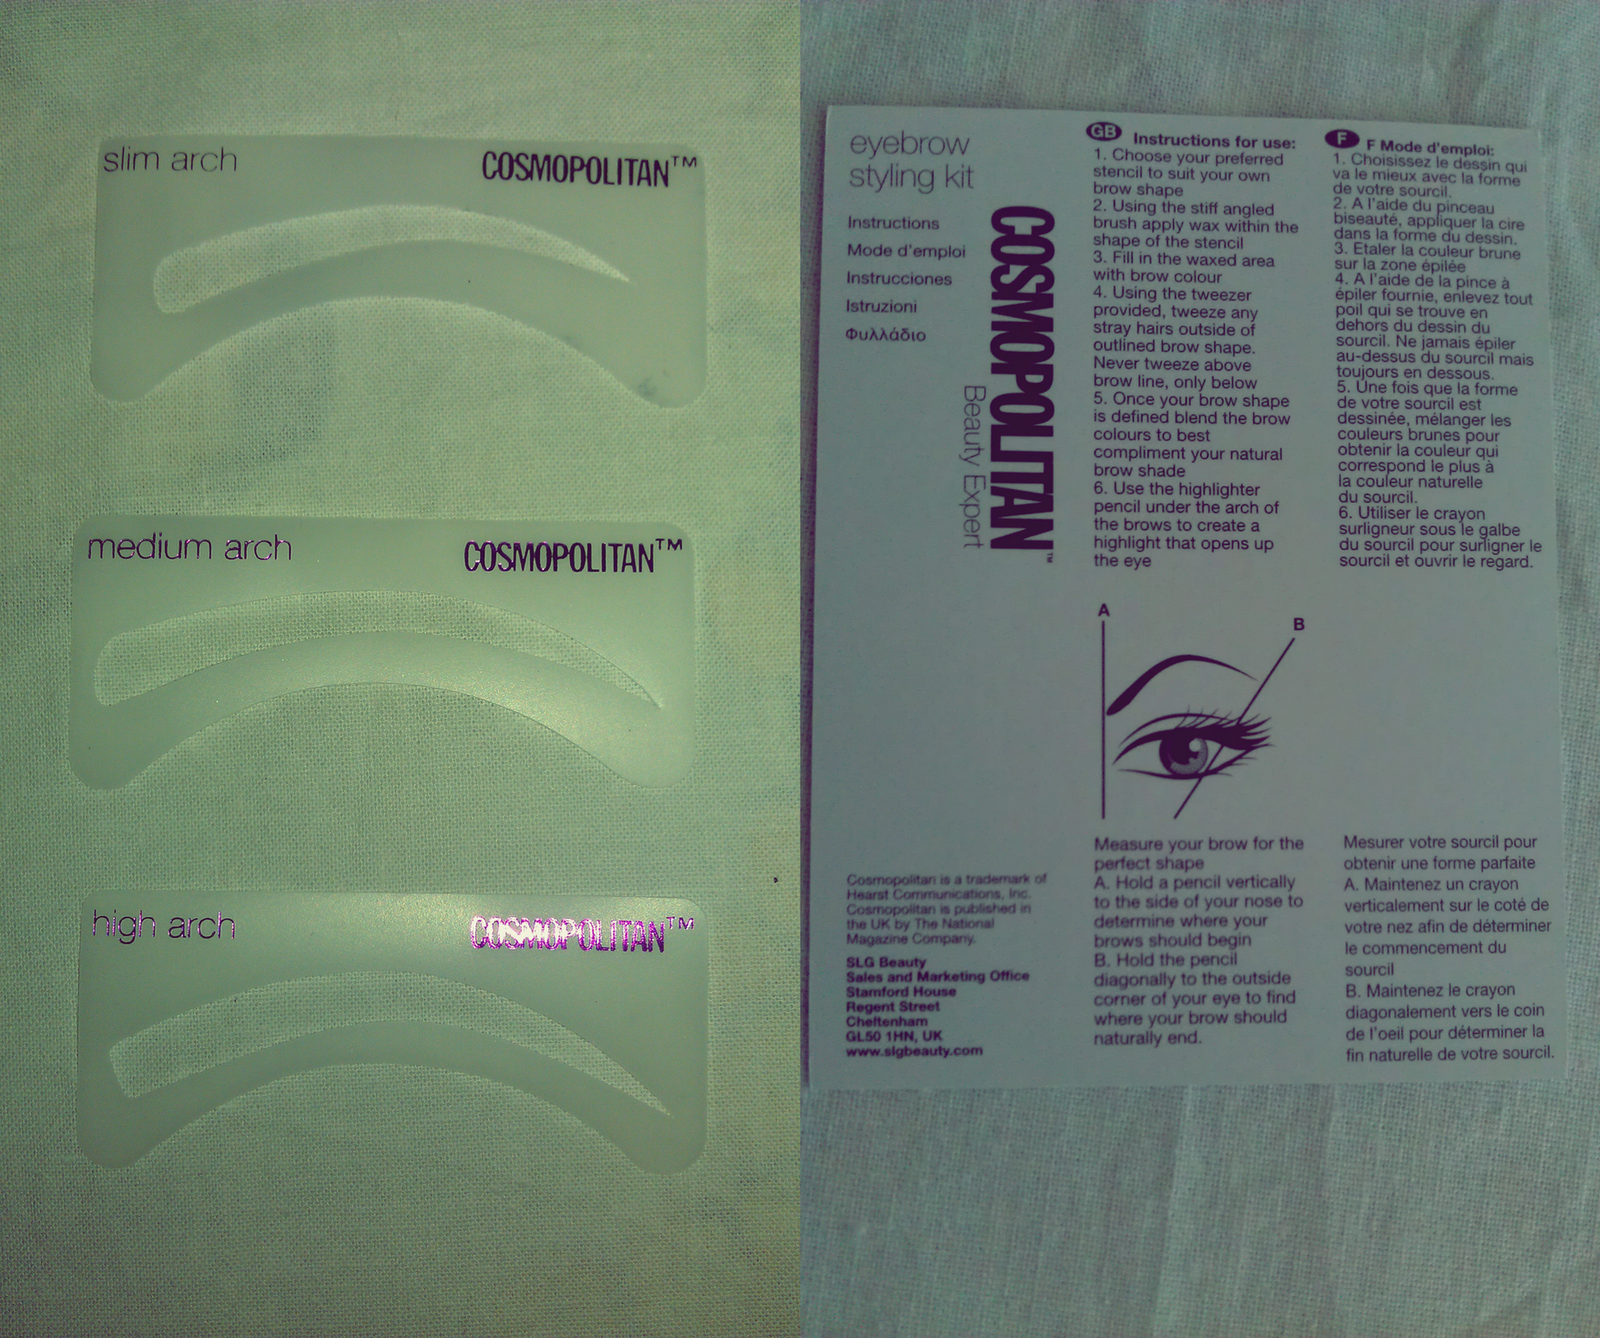 slim arch
COSMOPOLITAN™
medium arch
COSMOPOLITAN™
high arch
COSMOPOLITAN™
eyebrow
styling kit
Instructions
Mode d'emploi
Instrucciones
Istruzioni
Φυλλάδιο
COSMOPOLITAN™
Beauty Expert
Cosmopolitan is a trademark of
Hearst Communications, Inc.
Cosmopolitan is published in
the UK by The National
Magazine Company.
SLG Beauty
Sales and Marketing Office
Stamford House
Regent Street
Cheltenham
GL50 1HN, UK
www.slgbeauty.com
GB Instructions for use:
1. Choose your preferred
stencil to suit your own
brow shape
2. Using the stiff angled
brush apply wax within the
shape of the stencil
3. Fill in the waxed area
with brow colour
4. Using the tweezer
provided, tweeze any
stray hairs outside of
outlined brow shape.
Never tweeze above
brow line, only below
5. Once your brow shape
is defined blend the brow
colours to best
compliment your natural
brow shade
6. Use the highlighter
pencil under the arch of
the brows to create a
highlight that opens up
the eye
A
B
Measure your brow for the
perfect shape
A. Hold a pencil vertically
to the side of your nose to
determine where your
brows should begin
B. Hold the pencil
diagonally to the outside
corner of your eye to find
where your brow should
naturally end.
F F Mode d'emploi:
1. Choisissez le dessin qui
va le mieux avec la forme
de votre sourcil.
2. A l'aide du pinceau
biseauté, appliquer la cire
dans la forme du dessin.
3. Etaler la couleur brune
sur la zone épilée
4. A l'aide de la pince à
épiler fournie, enlevez tout
poil qui se trouve en
dehors du dessin du
sourcil. Ne jamais épiler
au-dessus du sourcil mais
toujours en dessous.
5. Une fois que la forme
de votre sourcil est
dessinée, mélanger les
couleurs brunes pour
obtenir la couleur qui
correspond le plus à
la couleur naturelle
du sourcil.
6. Utiliser le crayon
surligneur sous le galbe
du sourcil pour surligner le
sourcil et ouvrir le regard.
Mesurer votre sourcil pour
obtenir une forme parfaite
A. Maintenez un crayon
verticalement sur le coté de
votre nez afin de déterminer
le commencement du
sourcil
B. Maintenez le crayon
diagonalement vers le coin
de l'oeil pour déterminer la
fin naturelle de votre sourcil.